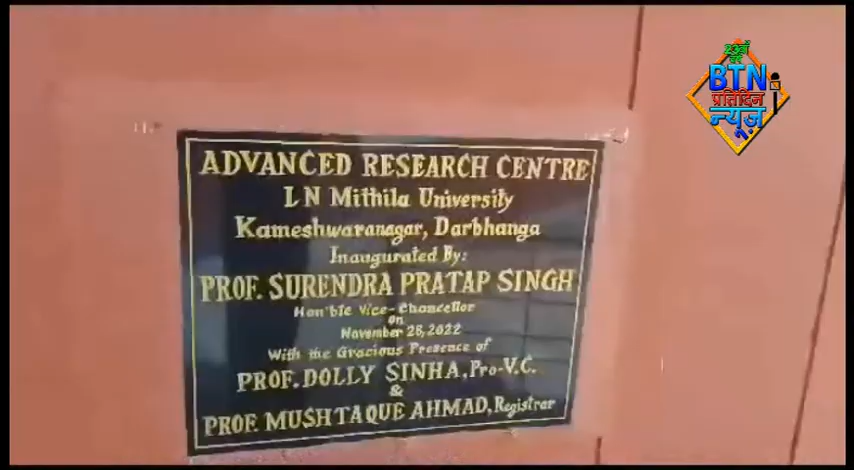 BTN
प्रतिदिन
न्यूज़
ADVANCED RESEARCH CENTRE
L N Mithila University
Kameshwaranagar, Darbhanga
Inaugurated By:
PROF. SURENDRA PRATAP SINGH
Hon'ble Vice-Chancellor
on
November 28, 2022
With the Gracious Presence of
PROF. DOLLY SINHA, Pro-V.C.
&
PROF. MUSHTAQUE AHMAD, Registrar